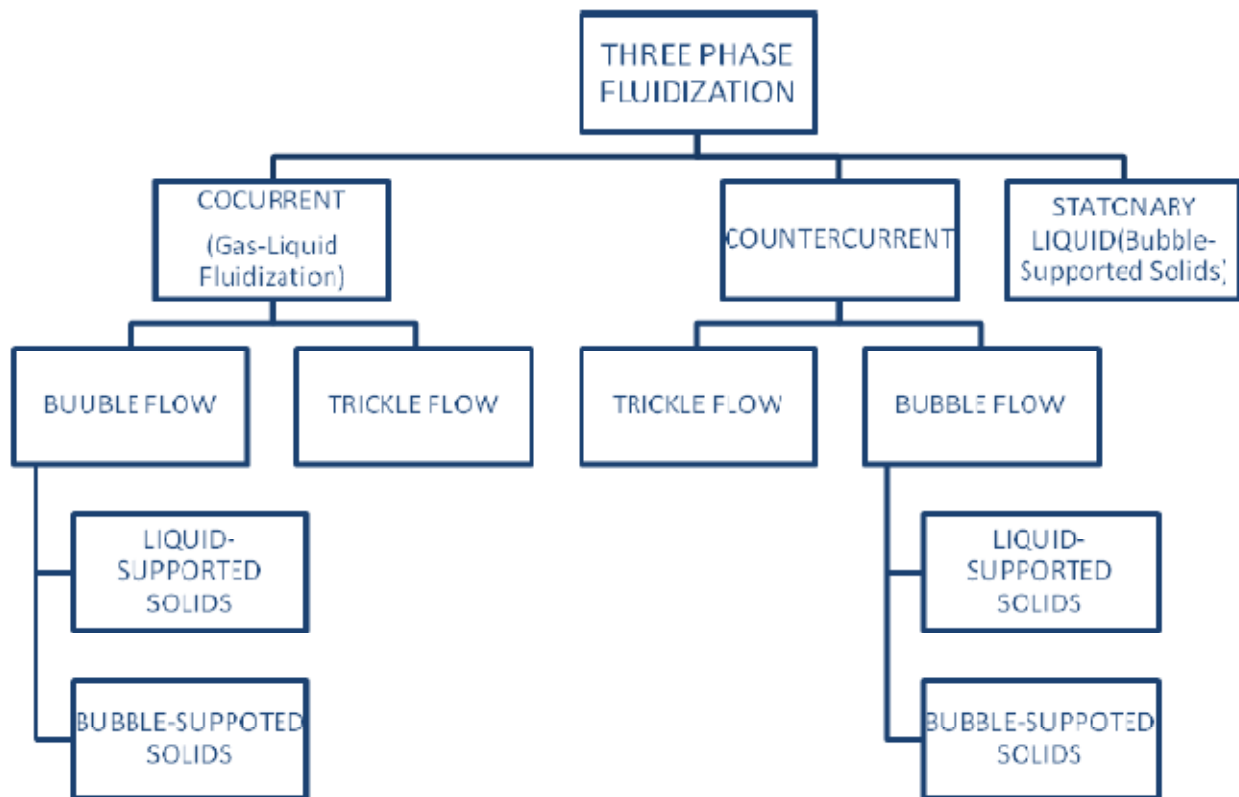 THREE PHASE
FLUIDIZATION
COCURRENT
(Gas-Liquid
Fluidization)
COUNTERCURRENT
STATONARY
LIQUID(Bubble-
Supported Solids)
BUUBLE FLOW
TRICKLE FLOW
TRICKLE FLOW
BUBBLE FLOW
LIQUID-
SUPPORTED
SOLIDS
LIQUID-
SUPPORTED
SOLIDS
BUBBLE-SUPPOTED
SOLIDS
BUBBLE-SUPPOTED
SOLIDS